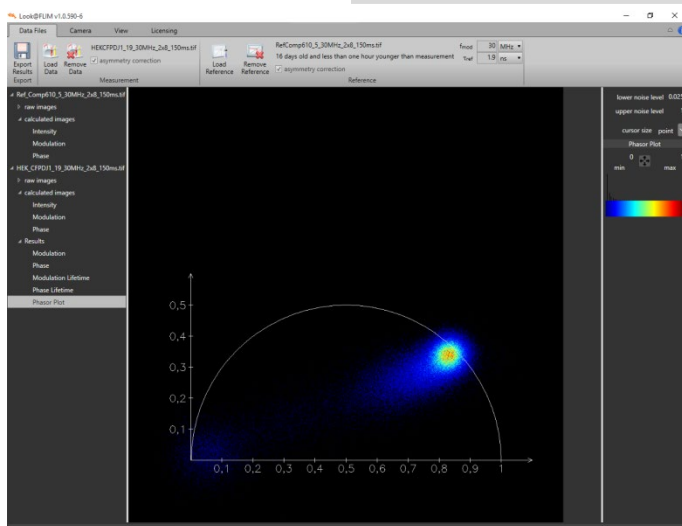 Look@FLIM v1.0.590-6
Data Files Camera View Licensing
Export Results
Load Data
Remove Data
HEKCFPDJ1_19_30MHz_2x8_150ms.tif
asymmetry correction
Load Reference
Remove Reference
RefComp610_5_30MHz_2x8_150ms.tif
16 days old and less than one hour younger than measurement
asymmetry correction
fmod 30 MHz
Tref 1.9 ns
Export Measurement Reference
Ref_Comp610_5_30MHz_2x8_150ms.tif
raw images
calculated images
Intensity
Modulation
Phase
HEK_CFPDJ1_19_30MHz_2x8_150ms.tif
raw images
calculated images
Intensity
Modulation
Phase
Results
Modulation
Phase
Modulation Lifetime
Phase Lifetime
Phasor Plot
0,5
0,4
0,3
0,2
0,1
0,1 0,2 0,3 0,4 0,5 0,6 0,7 0,8 0,9 1
lower noise level 0.025
upper noise level
cursor size point
Phasor Plot
0
min max